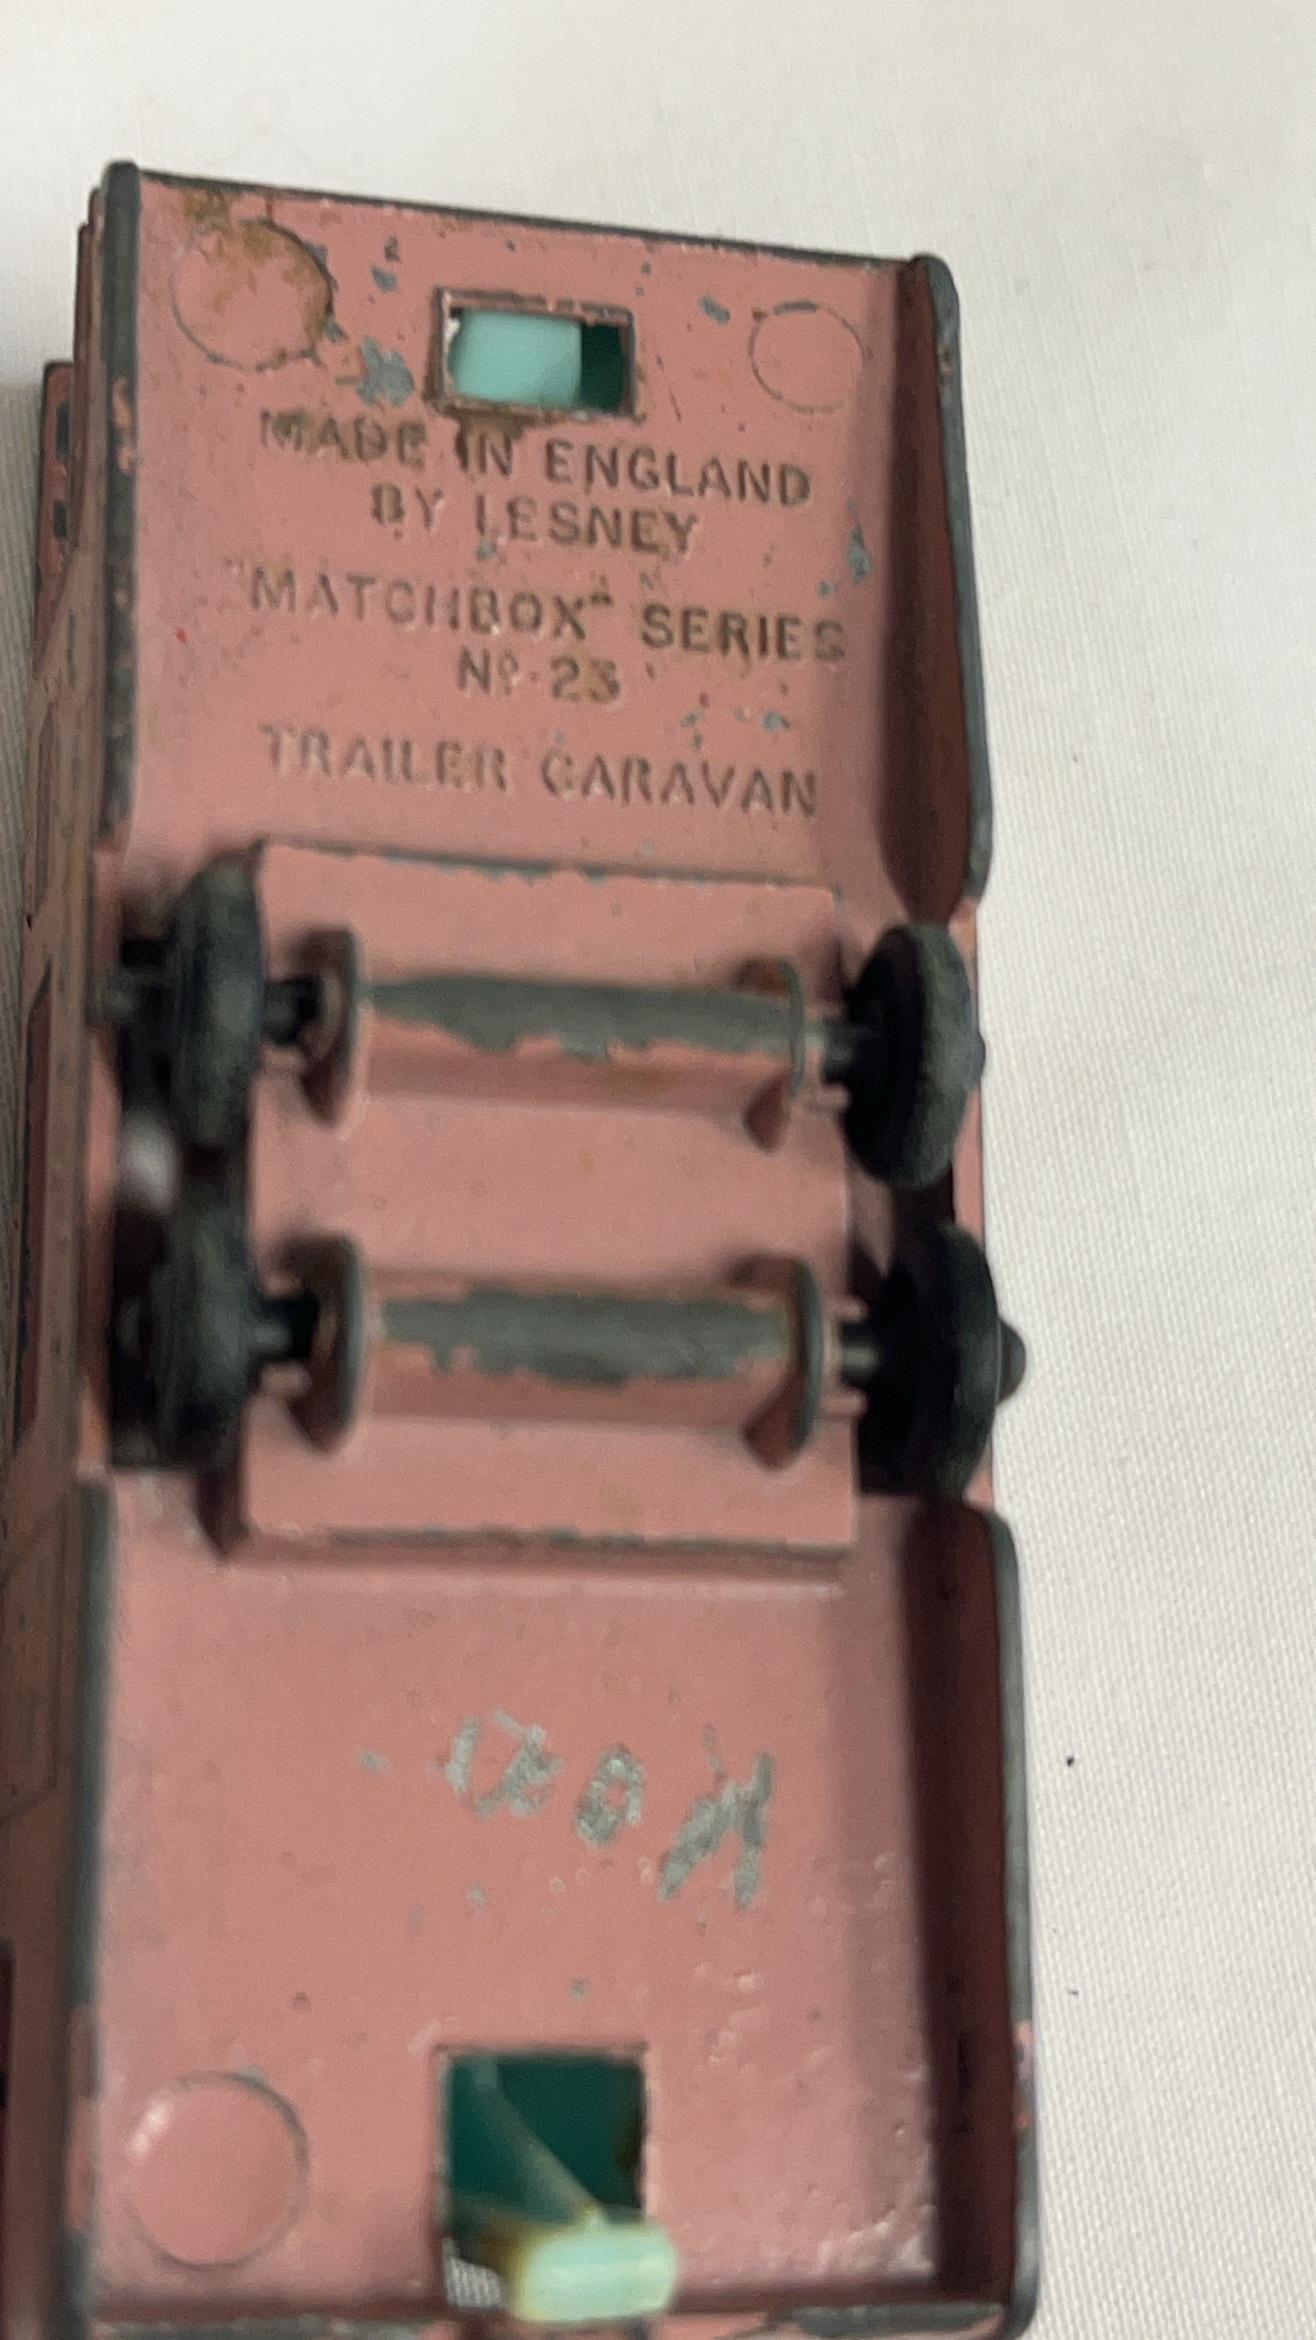 MADE IN ENGLAND
BY LESNEY
"MATCHBOX" SERIES
Nº·23
TRAILER CARAVAN